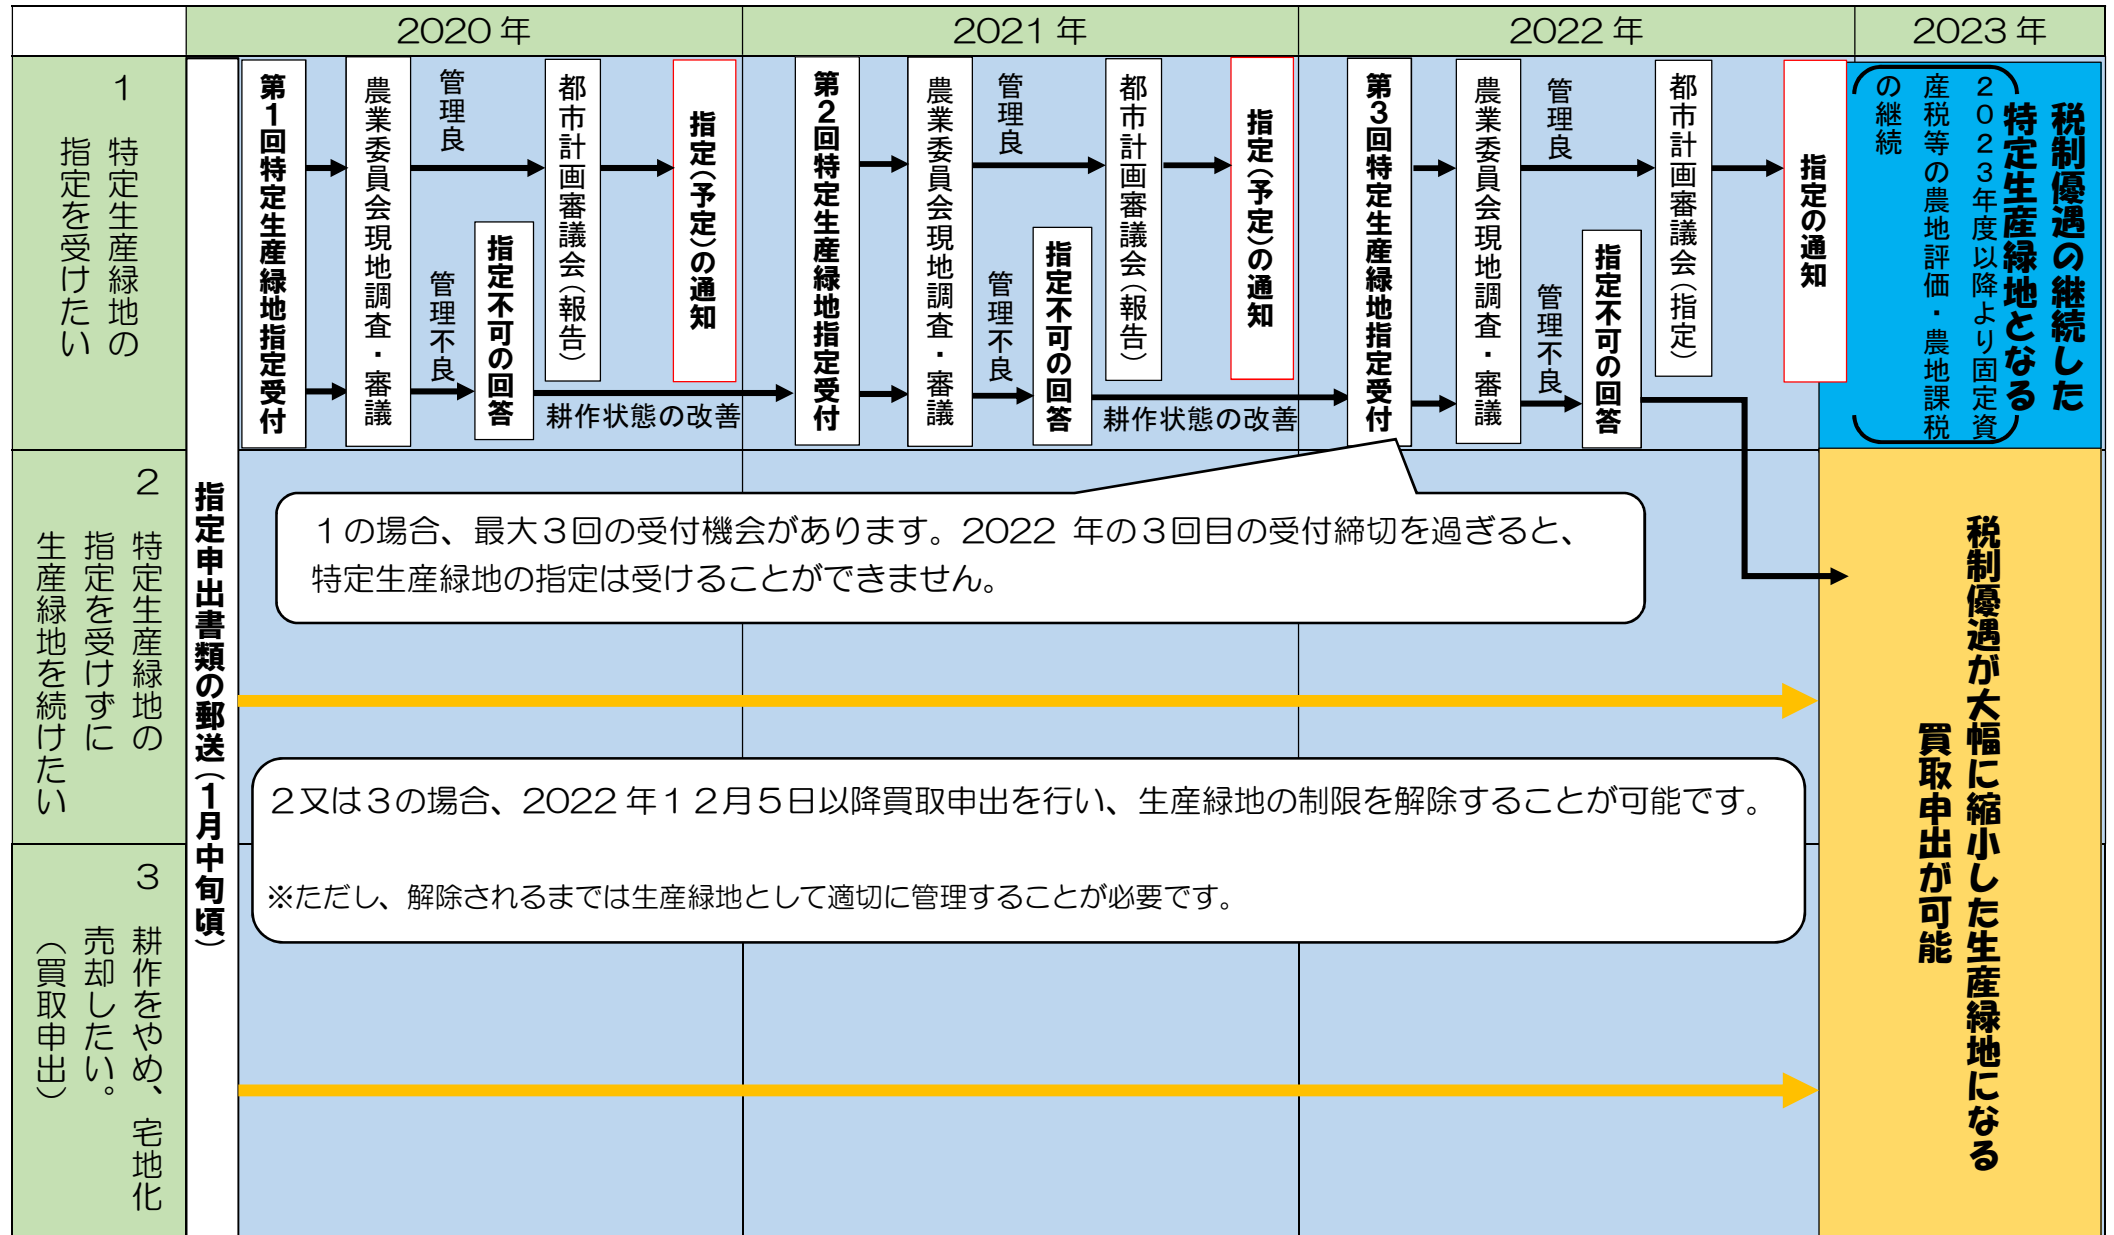 2020年
2021年
2022年
2023年
1
特定生産緑地の
指定を受けたい
2
特定生産緑地の
指定を受けずに
生産緑地を続けたい
3
耕作をやめ、宅地化
売却したい。
（買取申出）
指定申出書類の郵送（1月中旬頃）
第1回特定生産緑地指定受付
農業委員会現地調査・審議
管理良
管理不良
指定不可の回答
都市計画審議会（報告）
指定（予定）の通知
耕作状態の改善
第2回特定生産緑地指定受付
農業委員会現地調査・審議
管理良
管理不良
指定不可の回答
都市計画審議会（報告）
指定（予定）の通知
耕作状態の改善
第3回特定生産緑地指定受付
農業委員会現地調査・審議
管理良
管理不良
指定不可の回答
都市計画審議会（指定）
指定の通知
税制優遇の継続した
特定生産緑地となる
（２０２３年度以降より固定資
産税等の農地評価・農地課税
の継続）
１の場合、最大３回の受付機会があります。2022 年の３回目の受付締切を過ぎると、
特定生産緑地の指定は受けることができません。
２又は３の場合、2022年１２月５日以降買取申出を行い、生産緑地の制限を解除することが可能です。
※ただし、解除されるまでは生産緑地として適切に管理することが必要です。
税制優遇が大幅に縮小した生産緑地になる
買取申出が可能